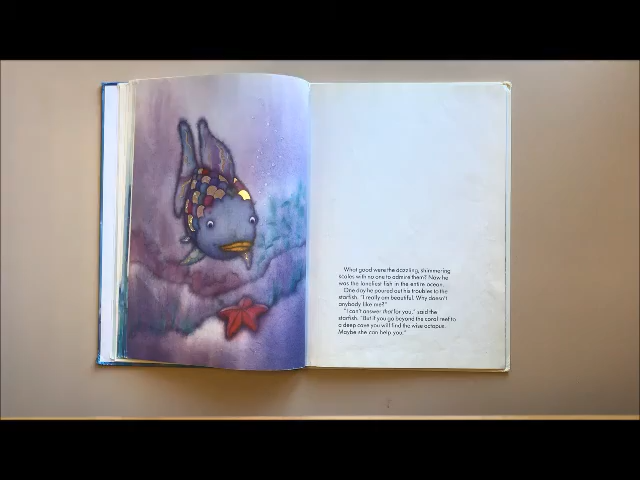 What good were the dazzling, shimmering
scales with no one to admire them? Now he
was the loneliest fish in the entire ocean.
One day he poured out his troubles to the
starfish. "I really am beautiful. Why doesn't
anybody like me?"
"I can't answer that for you," said the
starfish. "But if you go beyond the coral reef to
a deep cave you will find the wise octopus.
Maybe she can help you."